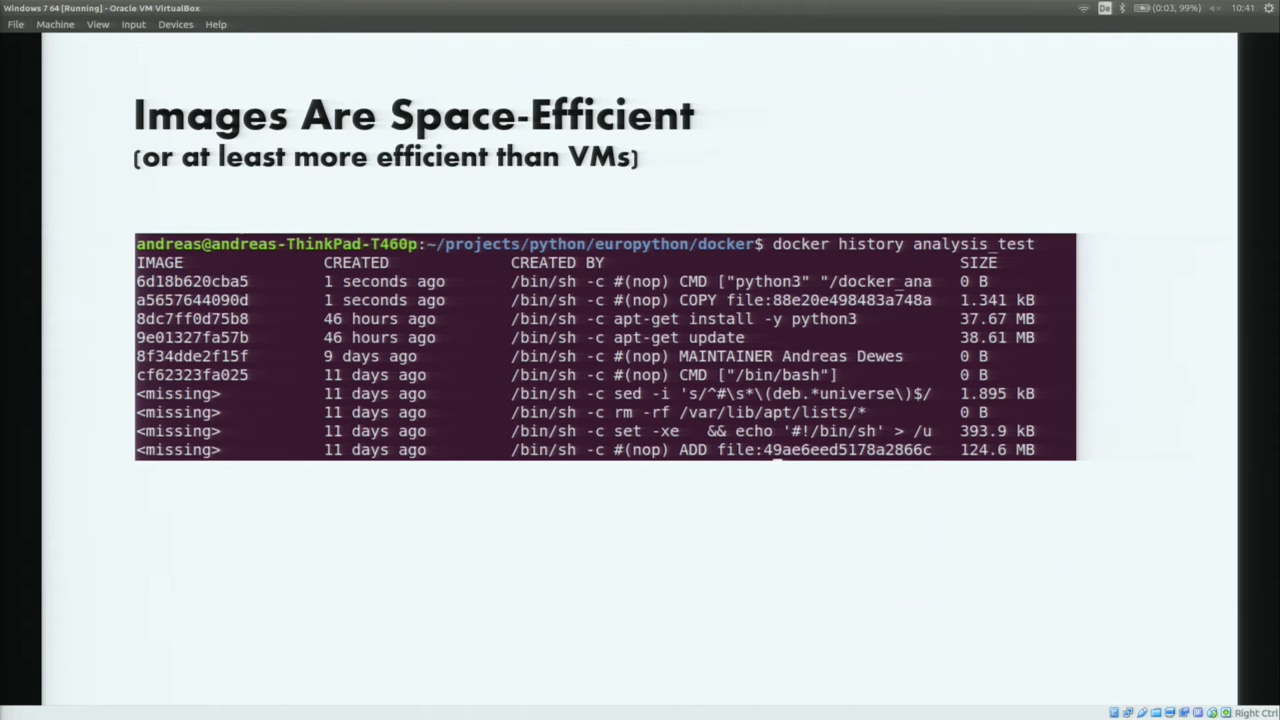 Windows 7 64 [Running] - Oracle VM VirtualBox
De (0:03, 99%) 10:41
File Machine View Input Devices Help
Images Are Space-Efficient
(or at least more efficient than VMs)
andreas@andreas-ThinkPad-T460p:~/projects/python/europython/docker$ docker history analysis_test
IMAGE CREATED CREATED BY SIZE
6d18b620cba5 1 seconds ago /bin/sh -c #(nop) CMD ["python3" "/docker_ana 0 B
a5657644090d 1 seconds ago /bin/sh -c #(nop) COPY file:88e20e498483a748a 1.341 kB
8dc7ff0d75b8 46 hours ago /bin/sh -c apt-get install -y python3 37.67 MB
9e01327fa57b 46 hours ago /bin/sh -c apt-get update 38.61 MB
8f34dde2f15f 9 days ago /bin/sh -c #(nop) MAINTAINER Andreas Dewes 0 B
cf62323fa025 11 days ago /bin/sh -c #(nop) CMD ["/bin/bash"] 0 B
<missing> 11 days ago /bin/sh -c sed -i 's/^#\s*\(deb.*universe\)$/ 1.895 kB
<missing> 11 days ago /bin/sh -c rm -rf /var/lib/apt/lists/* 0 B
<missing> 11 days ago /bin/sh -c set -xe && echo '#!/bin/sh' > /u 393.9 kB
<missing> 11 days ago /bin/sh -c #(nop) ADD file:49ae6eed5178a2866c 124.6 MB
Right Ctrl